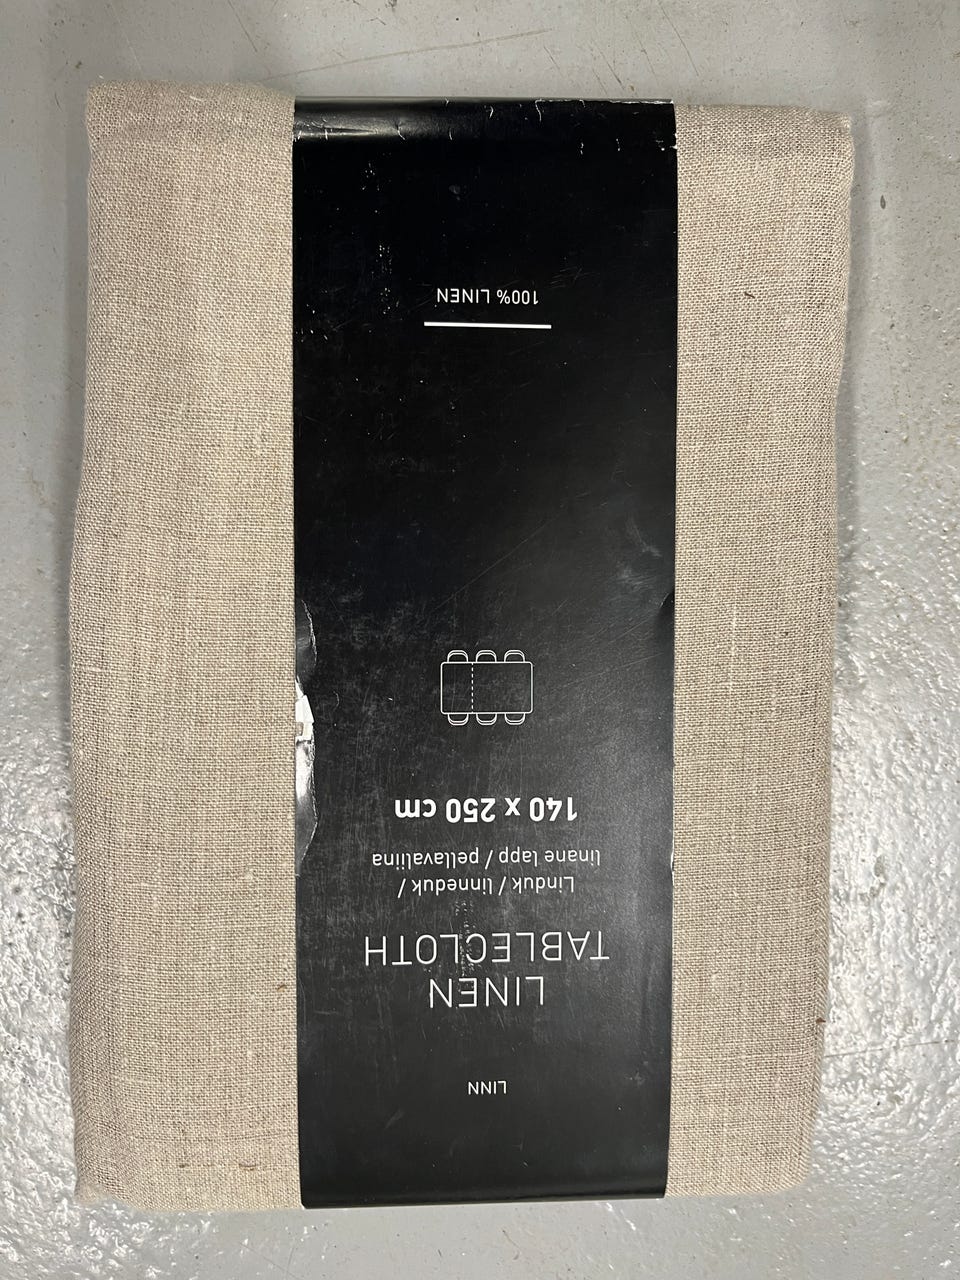 LINN
LINEN
TABLECLOTH
Linduk / linneduk /
linane lapp / pellavaliina
140 x 250 cm
100% LINEN